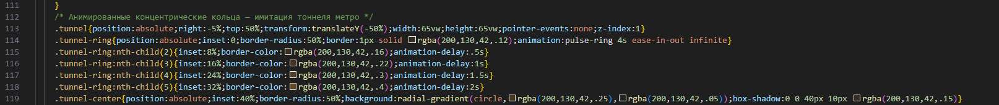 111 }
112 /* Анимированные концентрические кольца — имитация тоннеля метро */
113 .tunnel{position:absolute;right:-5%;top:50%;transform:translateY(-50%);width:65vw;height:65vw;pointer-events:none;z-index:1}
114 .tunnel-ring{position:absolute;inset:0;border-radius:50%;border:1px solid rgba(200,130,42,.12);animation:pulse-ring 4s ease-in-out infinite}
115 .tunnel-ring:nth-child(2){inset:8%;border-color:rgba(200,130,42,.16);animation-delay:.5s}
116 .tunnel-ring:nth-child(3){inset:16%;border-color:rgba(200,130,42,.22);animation-delay:1s}
117 .tunnel-ring:nth-child(4){inset:24%;border-color:rgba(200,130,42,.3);animation-delay:1.5s}
118 .tunnel-ring:nth-child(5){inset:32%;border-color:rgba(200,130,42,.4);animation-delay:2s}
119 .tunnel-center{position:absolute;inset:40%;border-radius:50%;background:radial-gradient(circle,rgba(200,130,42,.25),rgba(200,130,42,.05));box-shadow:0 0 40px 10px rgba(200,130,42,.15)}